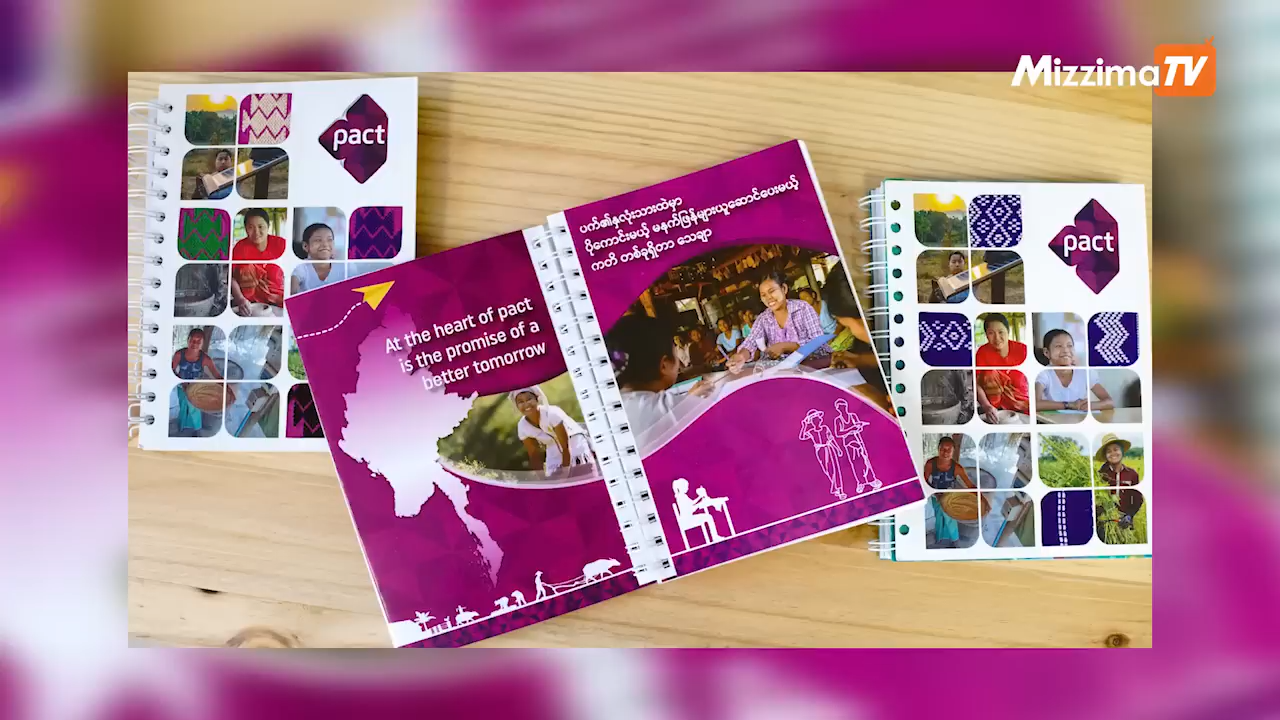 MizzimaTV
pact
At the heart of pact
is the promise of a
better tomorrow
ပက်၏နှလုံးသားထဲမှာ
ပိုကောင်းမယ့် မနက်ဖြန်များယူဆောင်ပေးမယ့်
ကတိ တစ်ခုရှိတာ သေချာ
pact